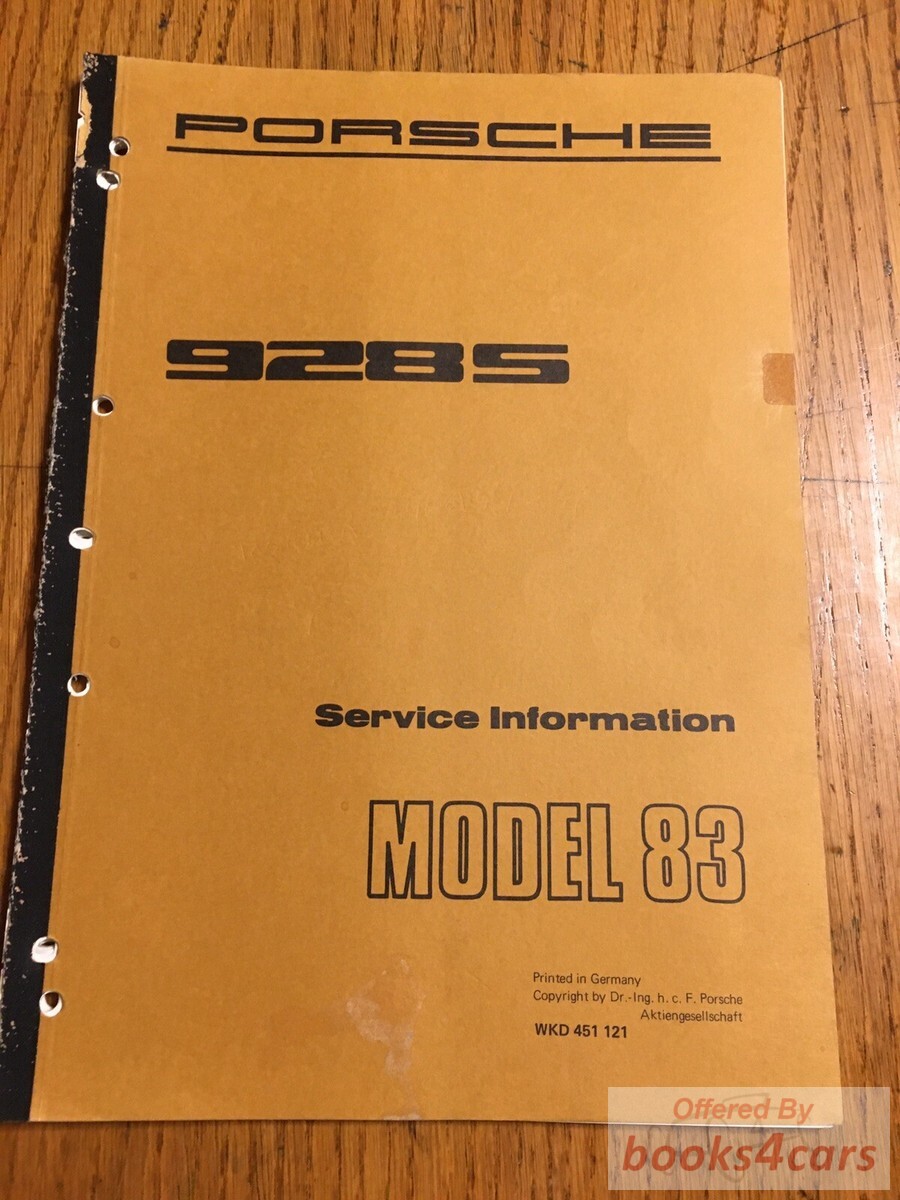 PORSCHE
928S
Service Information
MODEL 83
Printed in Germany
Copyright by Dr.-Ing. h. c. F. Porsche
Aktiengesellschaft
WKD 451 121
Offered By
books4cars